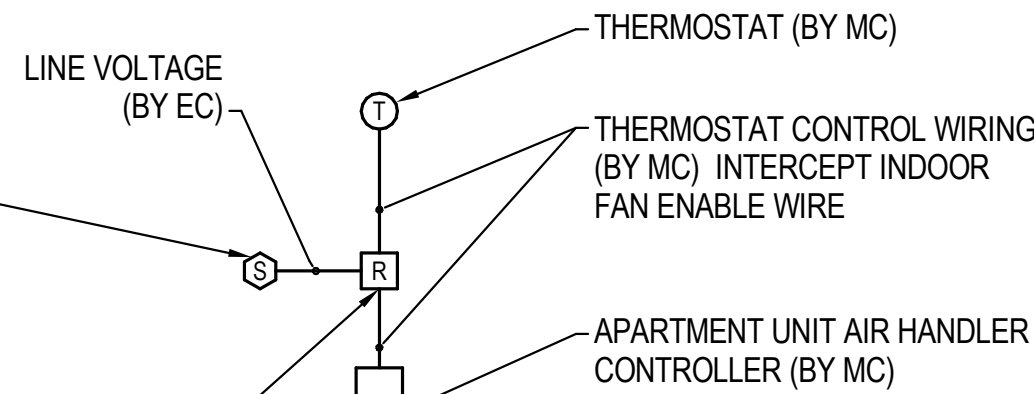 THERMOSTAT (BY MC)
LINE VOLTAGE
(BY EC)
T
THERMOSTAT CONTROL WIRING
(BY MC) INTERCEPT INDOOR
FAN ENABLE WIRE
S
R
APARTMENT UNIT AIR HANDLER
CONTROLLER (BY MC)